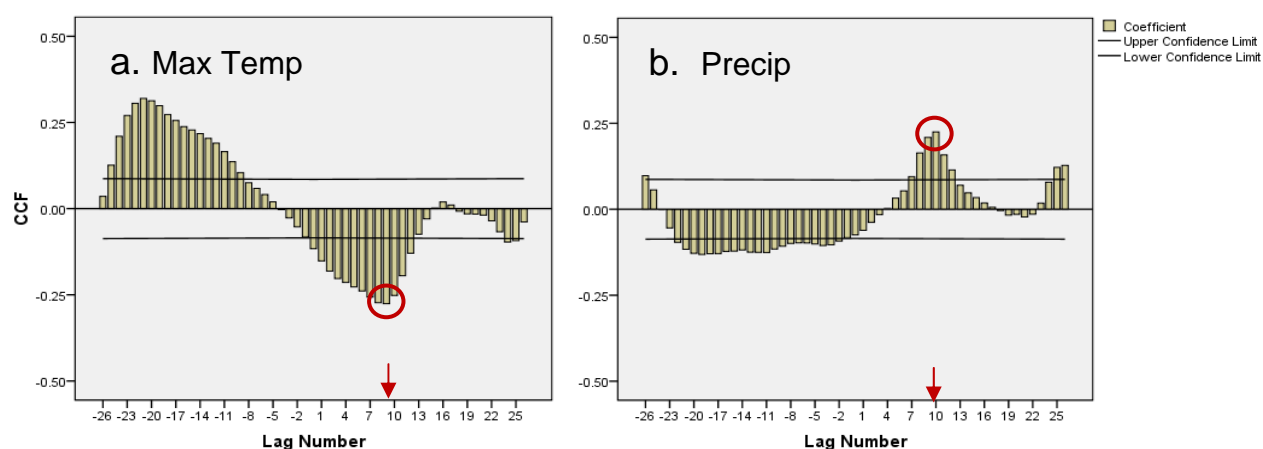 a. Max Temp
0.50
0.25
0.00
-0.25
-0.50
CCF
-26 -23 -20 -17 -14 -11 -8 -5 -2 1 4 7 10 13 16 19 22 25
Lag Number
b. Precip
0.50
0.25
0.00
-0.25
-0.50
-26 -23 -20 -17 -14 -11 -8 -5 -2 1 4 7 10 13 16 19 22 25
Lag Number
Coefficient
Upper Confidence Limit
Lower Confidence Limit